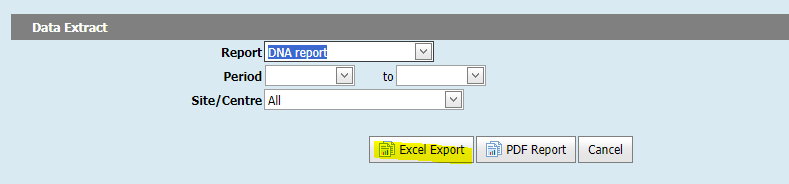 Data Extract
Report DNA report
Period to
Site/Centre All
Excel Export PDF Report Cancel